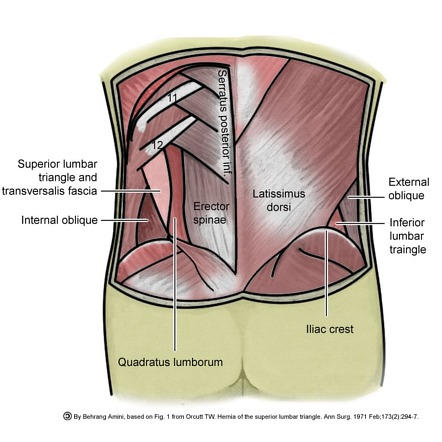 11
Serratus posterior inf.
12
Superior lumbar
triangle and
transversalis fascia
Internal oblique
Erector
spinae
Latissimus
dorsi
External
oblique
Inferior
lumbar
traingle
Iliac crest
Quadratus lumborum
© By Behrang Amini, based on Fig. 1 from Orcutt TW. Hernia of the superior lumbar triangle. Ann Surg. 1971 Feb;173(2):294-7.